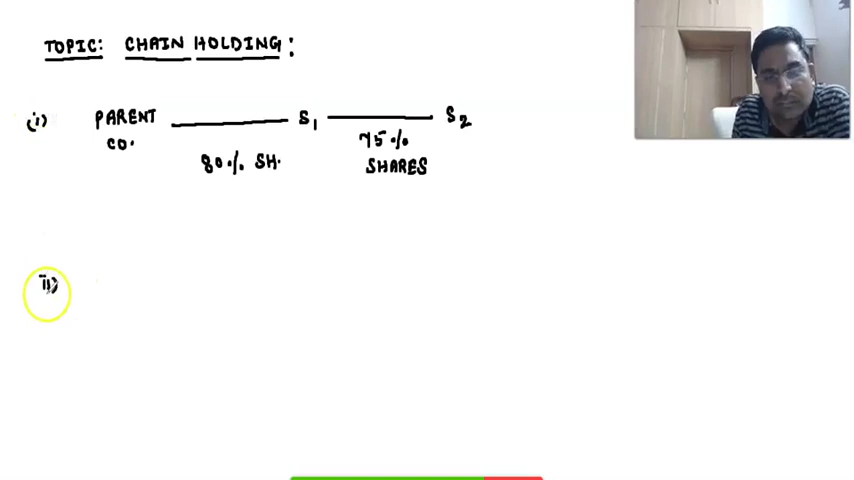 TOPIC: CHAIN HOLDING:
(i) PARENT CO. S1 S2
80% SH. 75% SHARES
ii)